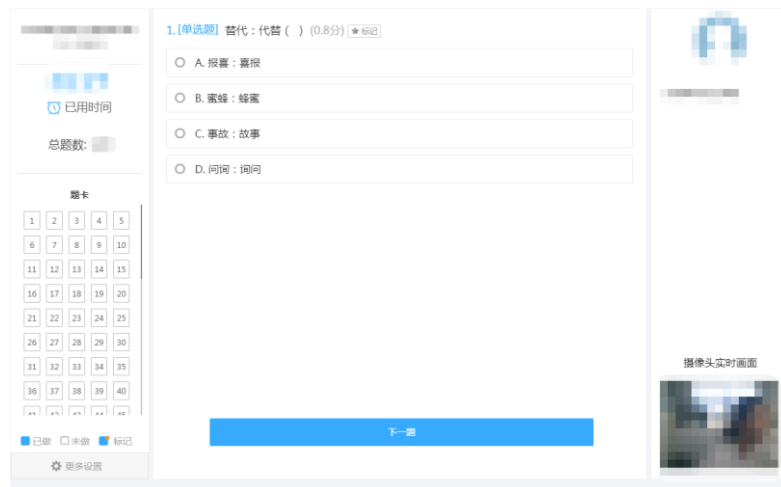 已用时间
总题数:
题卡
1 2 3 4 5
6 7 8 9 10
11 12 13 14 15
16 17 18 19 20
21 22 23 24 25
26 27 28 29 30
31 32 33 34 35
36 37 38 39 40
41 42 43 44 45
已做 未做 标记
更多设置
1. [单选题] 替代：代替 ( ) (0.8分) ★标记
A. 报喜：喜报
B. 蜜蜂：蜂蜜
C. 事故：故事
D. 问询：询问
下一题
摄像头实时画面